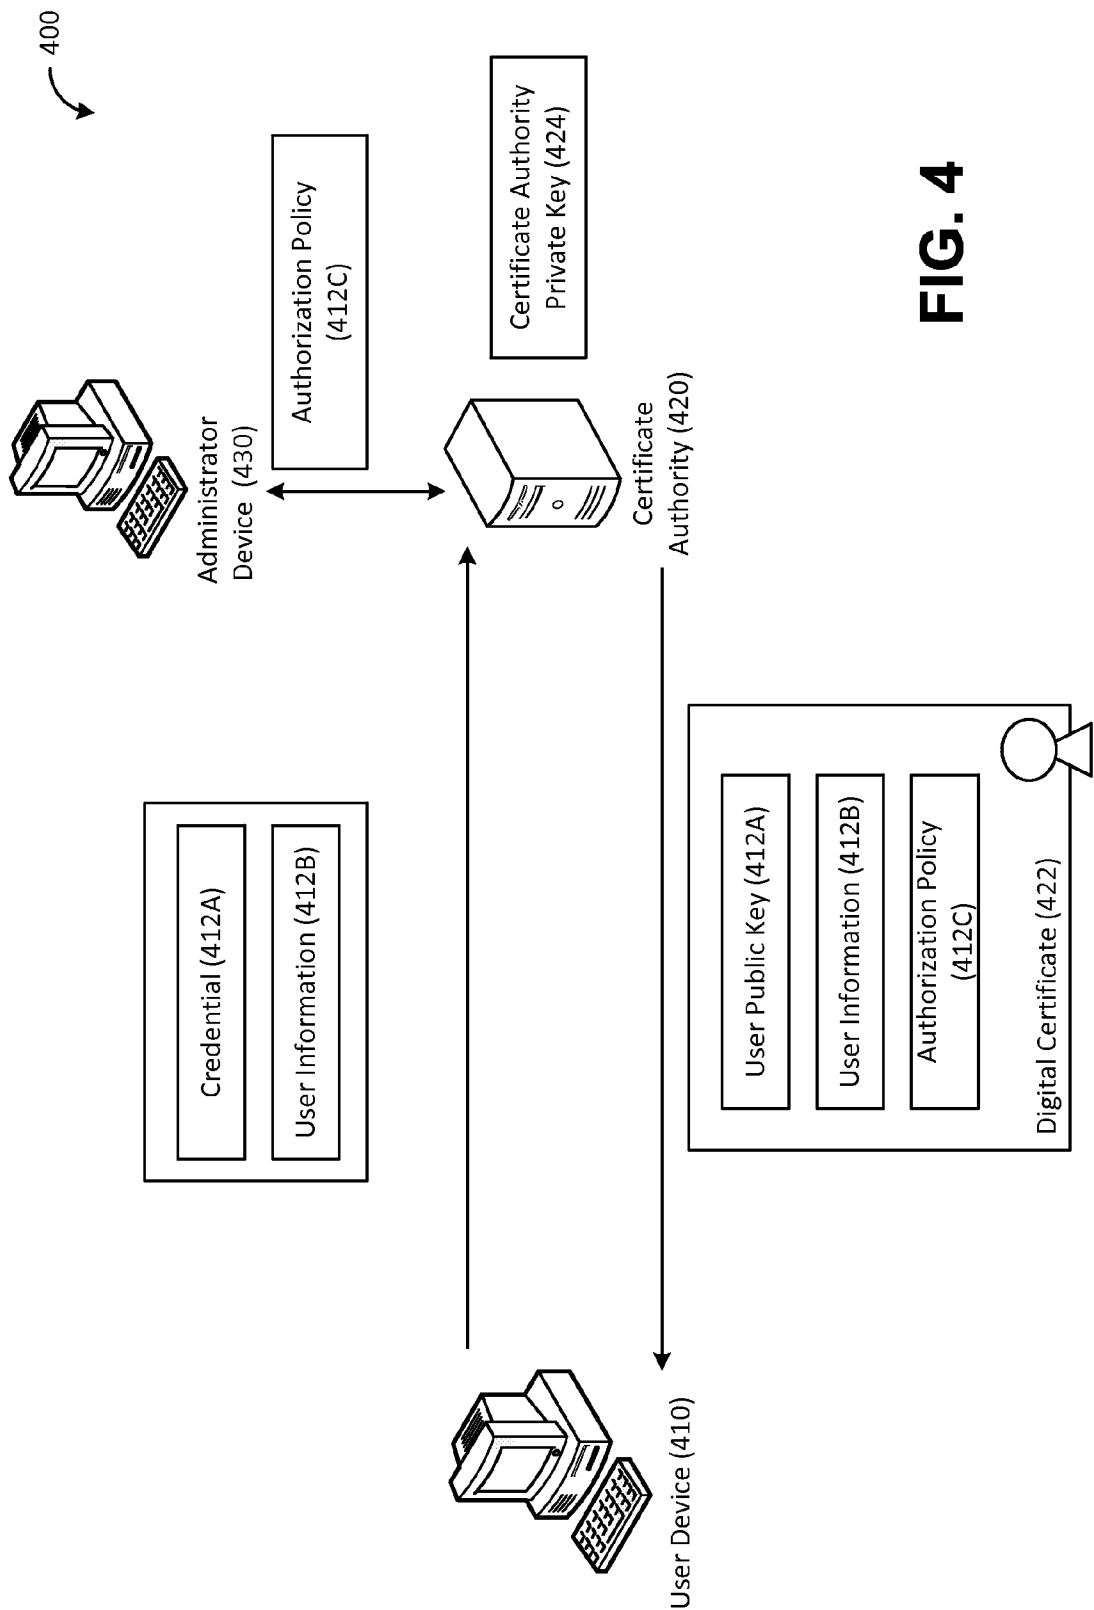 400
Administrator
Device (430)
Authorization Policy
(412C)
Credential (412A)
User Information (412B)
Certificate Authority
Private Key (424)
Certificate
Authority (420)
User Device (410)
User Public Key (412A)
User Information (412B)
Authorization Policy
(412C)
Digital Certificate (422)
FIG. 4